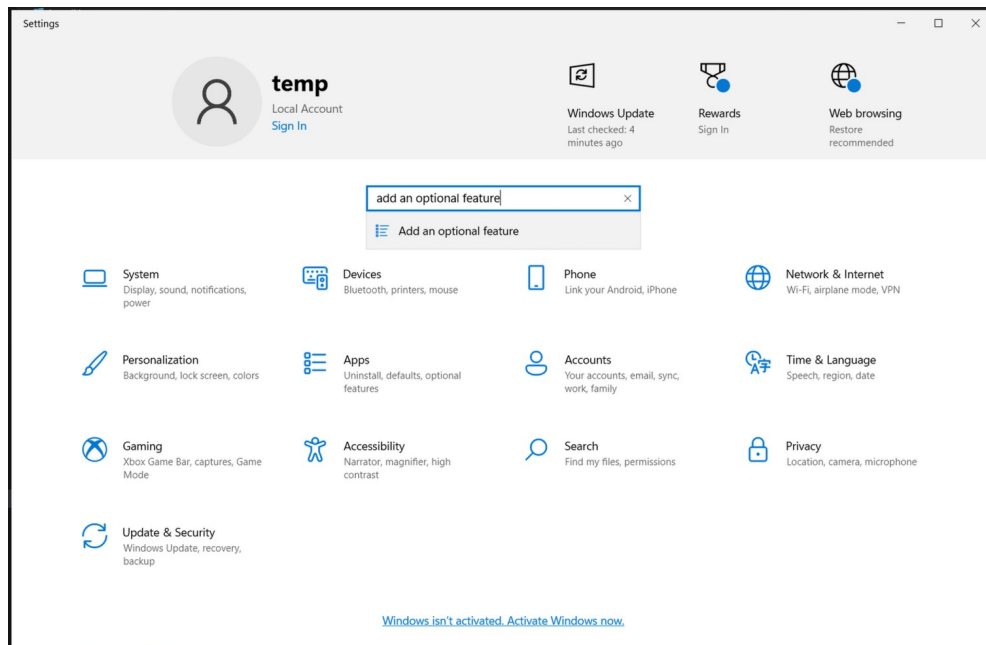 Settings
temp
Local Account
Sign In
Windows Update
Last checked: 4
minutes ago
Rewards
Sign In
Web browsing
Restore
recommended
add an optional feature
Add an optional feature
System
Display, sound, notifications,
power
Devices
Bluetooth, printers, mouse
Phone
Link your Android, iPhone
Network & Internet
Wi-Fi, airplane mode, VPN
Personalization
Background, lock screen, colors
Apps
Uninstall, defaults, optional
features
Accounts
Your accounts, email, sync,
work, family
Time & Language
Speech, region, date
Gaming
Xbox Game Bar, captures, Game
Mode
Accessibility
Narrator, magnifier, high
contrast
Search
Find my files, permissions
Privacy
Location, camera, microphone
Update & Security
Windows Update, recovery,
backup
Windows isn't activated. Activate Windows now.